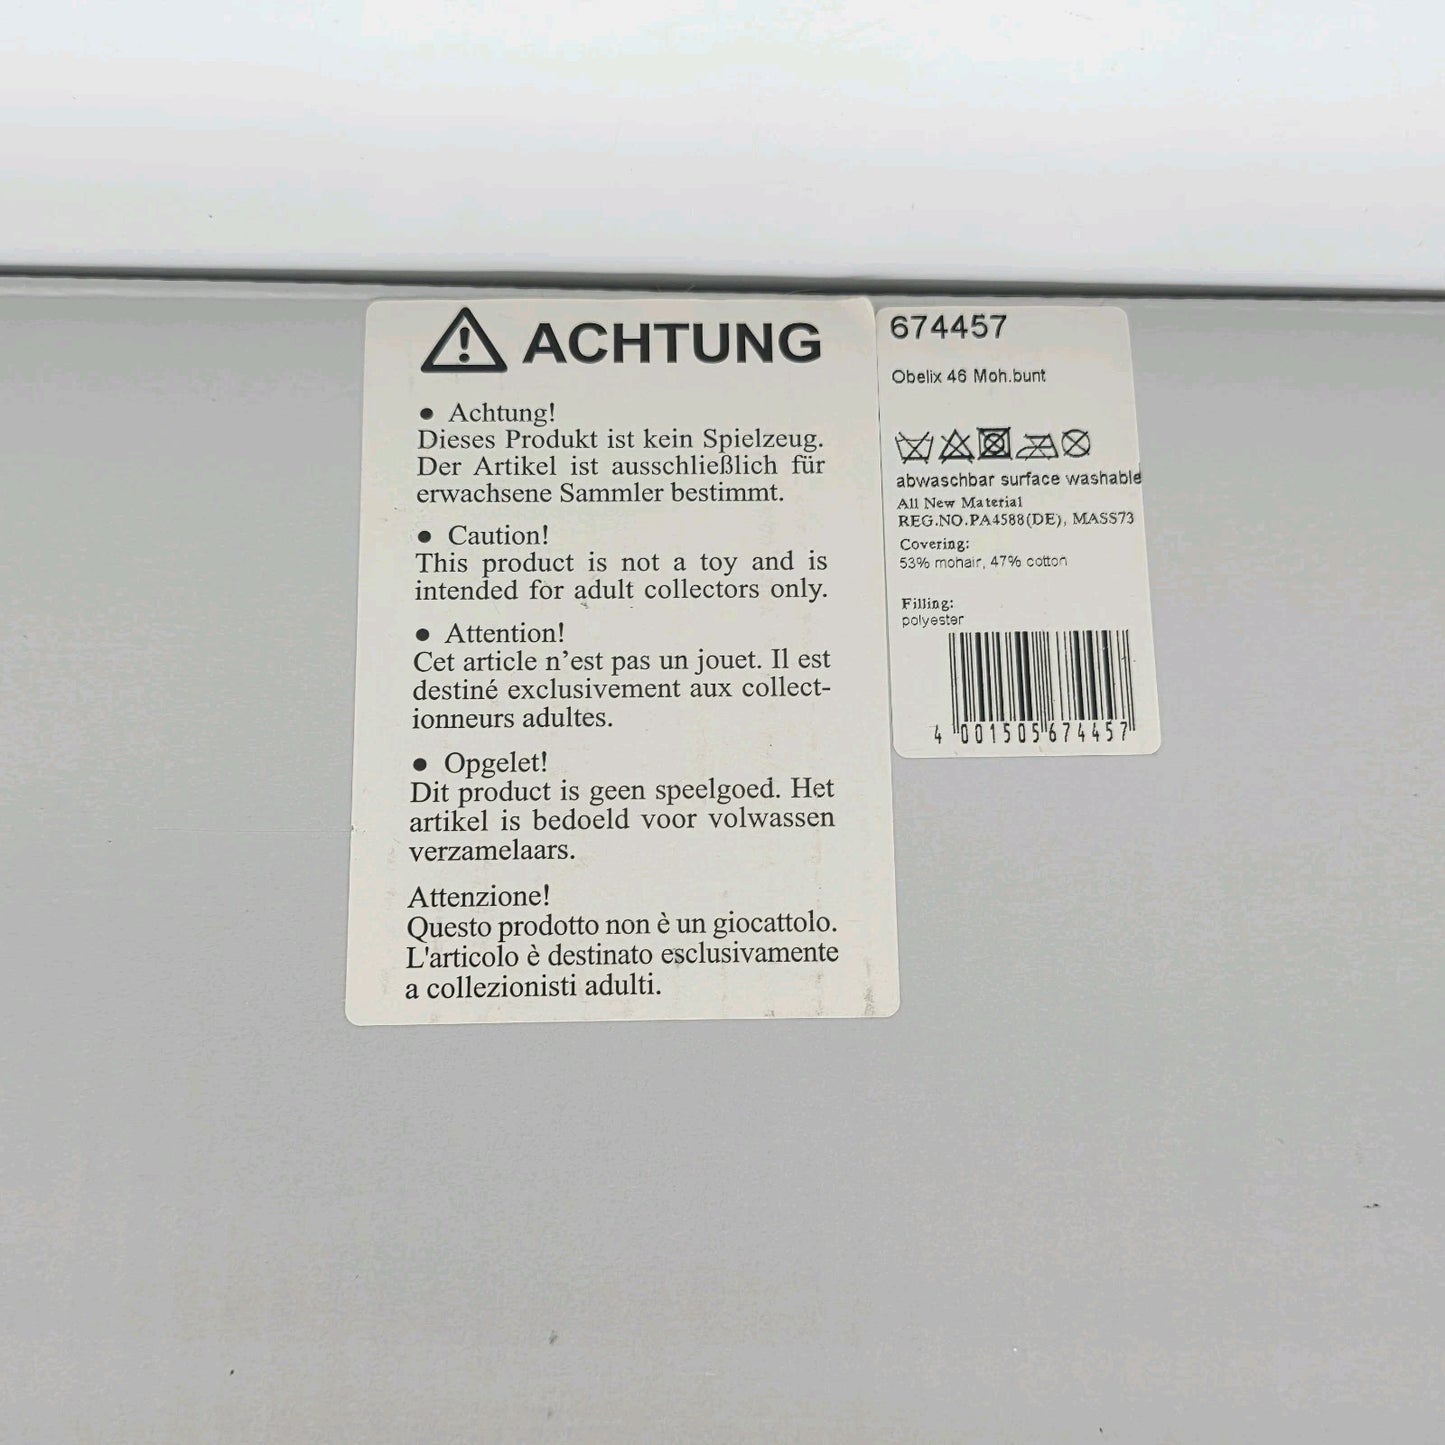 ACHTUNG
● Achtung!
Dieses Produkt ist kein Spielzeug.
Der Artikel ist ausschließlich für
erwachsene Sammler bestimmt.
● Caution!
This product is not a toy and is
intended for adult collectors only.
● Attention!
Cet article n’est pas un jouet. Il est
destiné exclusivement aux collect-
ionneurs adultes.
● Opgelet!
Dit product is geen speelgoed. Het
artikel is bedoeld voor volwassen
verzamelaars.
Attenzione!
Questo prodotto non è un giocattolo.
L'articolo è destinato esclusivamente
a collezionisti adulti.
674457
Obelix 46 Moh.bunt
abwaschbar surface washable
All New Material
REG.NO.PA4588(DE), MASS73
Covering:
53% mohair, 47% cotton
Filling:
polyester
4 001505 674457